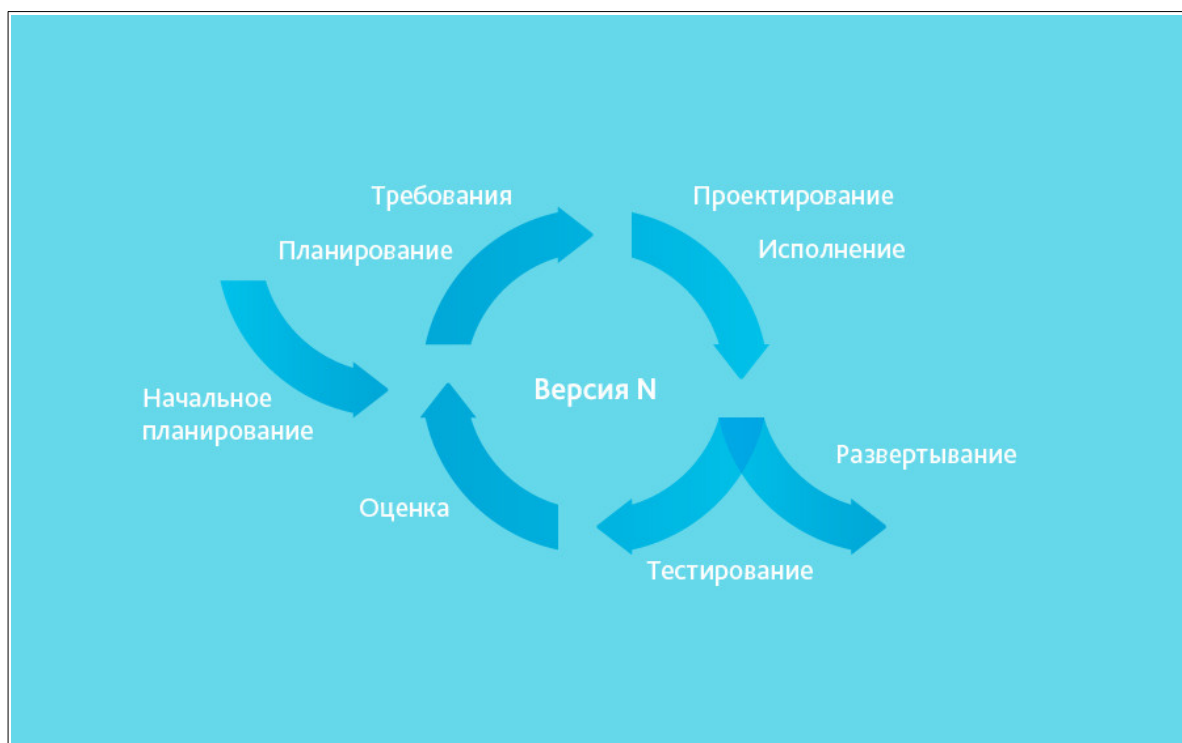 Требования
Проектирование
Планирование
Исполнение
Версия N
Начальное
планирование
Развертывание
Оценка
Тестирование